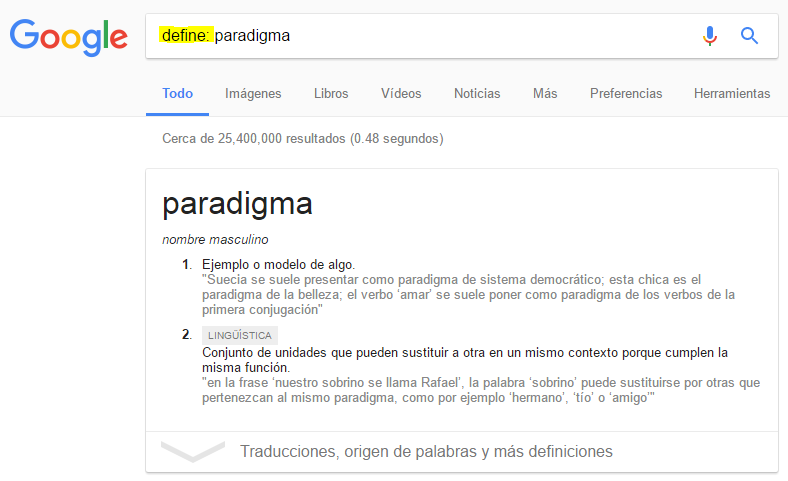 Google
define: paradigma
Todo Imágenes Libros Vídeos Noticias Más Preferencias Herramientas
Cerca de 25,400,000 resultados (0.48 segundos)
paradigma
nombre masculino
1. Ejemplo o modelo de algo.
"Suecia se suele presentar como paradigma de sistema democrático; esta chica es el
paradigma de la belleza; el verbo ‘amar’ se suele poner como paradigma de los verbos de la
primera conjugación"
2. LINGÜÍSTICA
Conjunto de unidades que pueden sustituir a otra en un mismo contexto porque cumplen la
misma función.
"en la frase ‘nuestro sobrino se llama Rafael’, la palabra ‘sobrino’ puede sustituirse por otras que
pertenezcan al mismo paradigma, como por ejemplo ‘hermano’, ‘tío’ o ‘amigo’"
Traducciones, origen de palabras y más definiciones